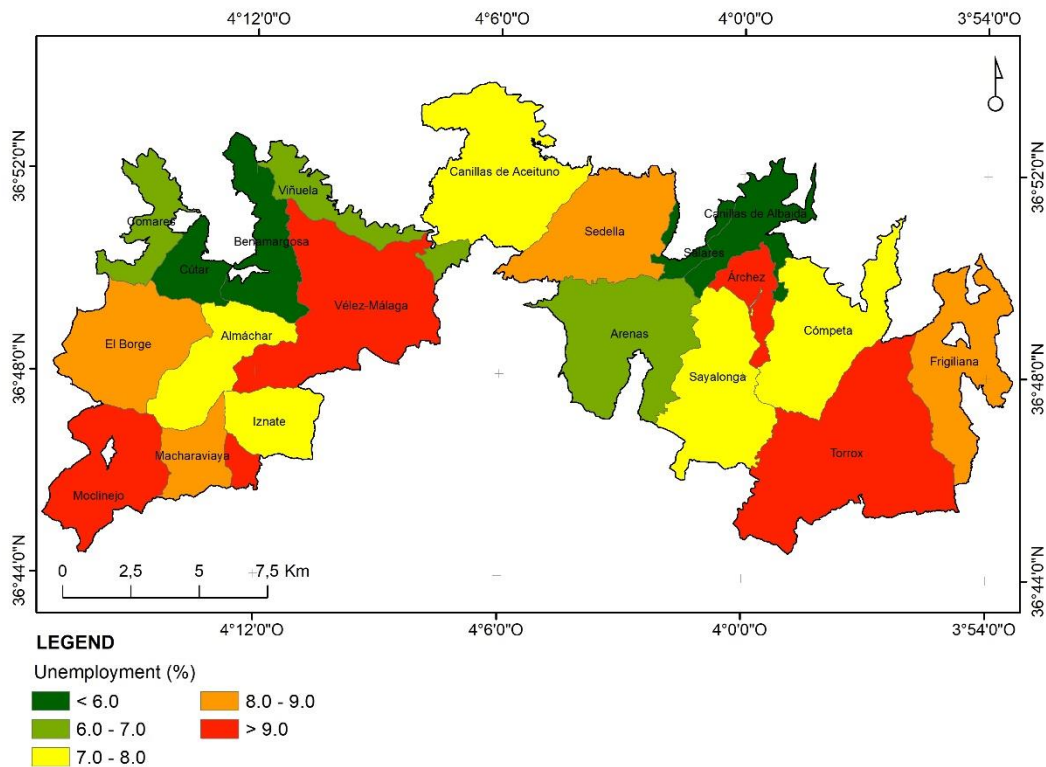 4°12'0"O 4°6'0"O 4°0'0"O 3°54'0"O
36°52'0"N
36°52'0"N
Canillas de Aceituno
Viñuela
Comares
Canillas de Albaida
Benamargosa
Sedella
Salares
Cútar
Árchez
Vélez-Málaga
Almáchar
Arenas
Cómpeta
El Borge
Frigiliana
36°48'0"N
36°48'0"N
Sayalonga
Iznate
Macharaviaya
Torrox
Moclinejo
36°44'0"N
36°44'0"N
0 2,5 5 7,5 Km
4°12'0"O 4°6'0"O 4°0'0"O 3°54'0"O
LEGEND
Unemployment (%)
< 6.0 8.0 - 9.0
6.0 - 7.0 > 9.0
7.0 - 8.0